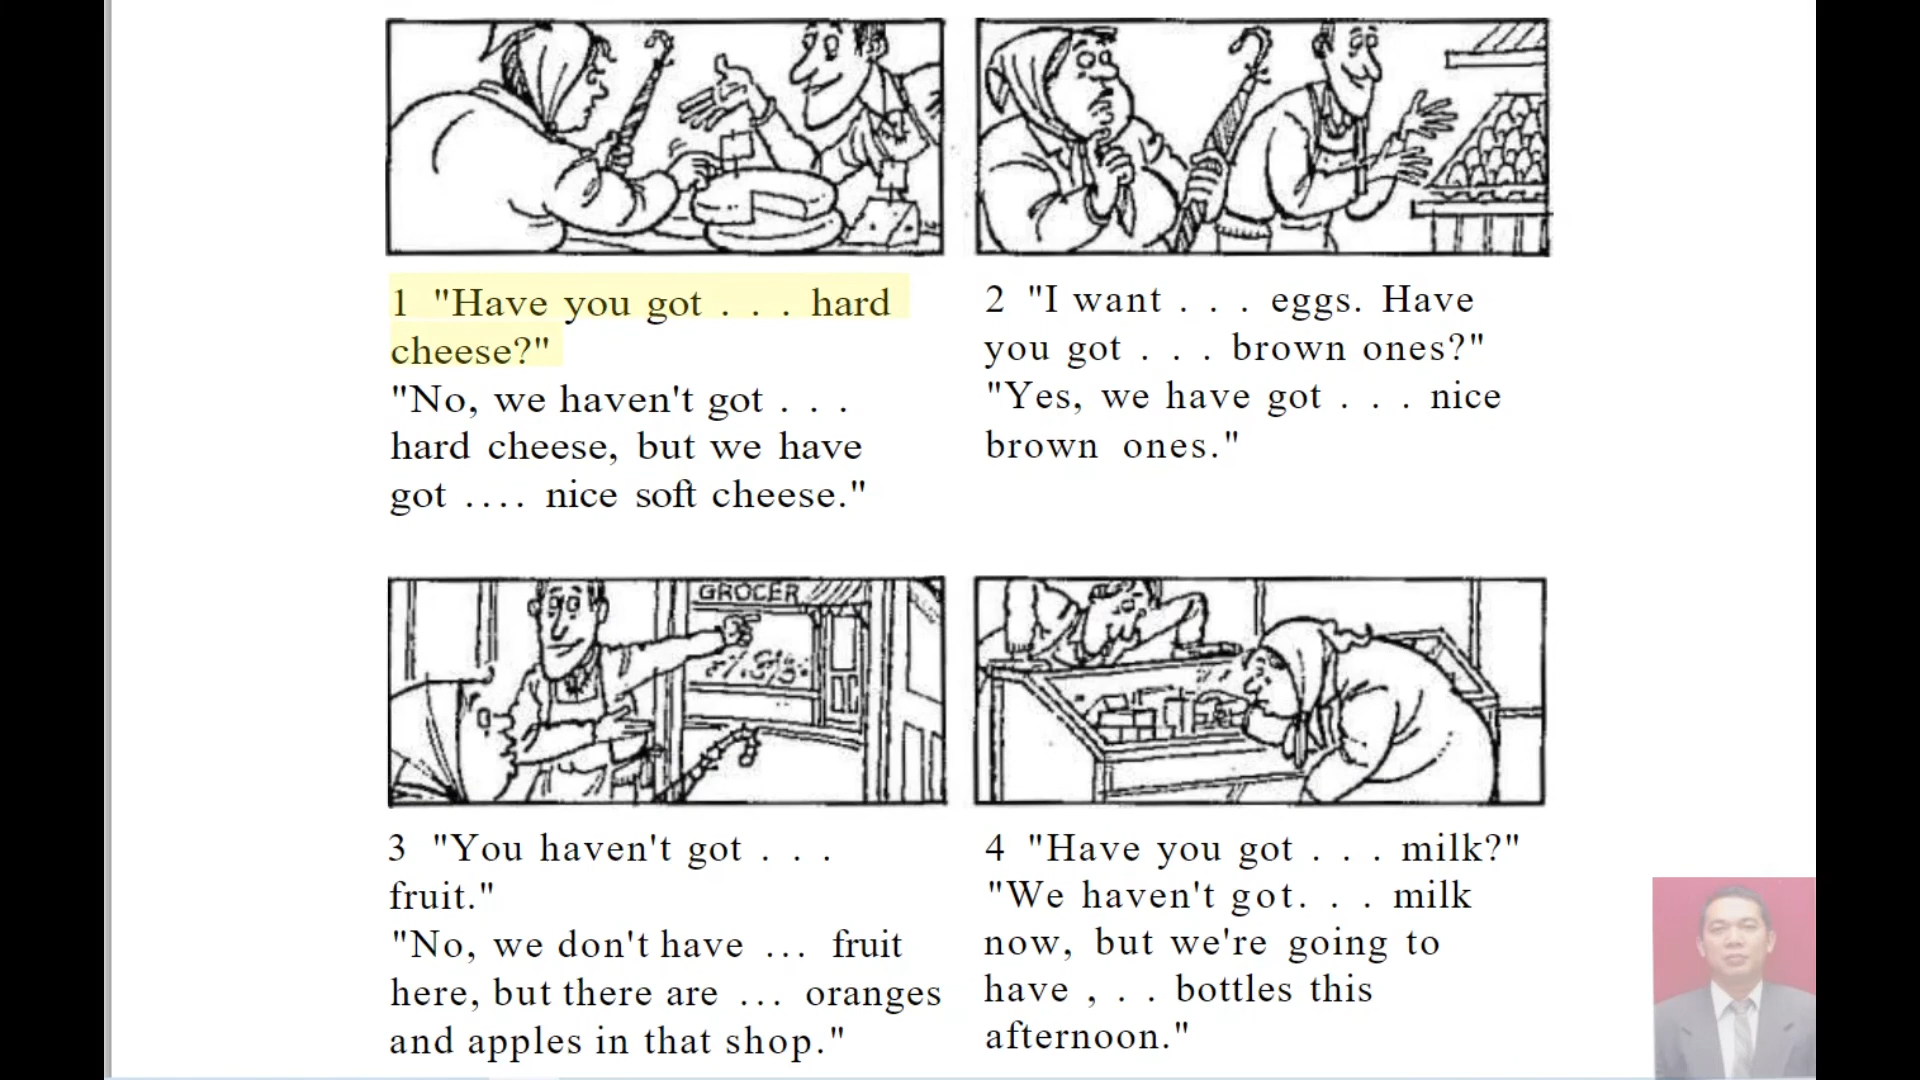 1 "Have you got . . . hard
cheese?"
"No, we haven't got . . .
hard cheese, but we have
got .... nice soft cheese."
2 "I want . . . eggs. Have
you got . . . brown ones?"
"Yes, we have got . . . nice
brown ones."
GROCER
3 "You haven't got . . .
fruit."
"No, we don't have ... fruit
here, but there are ... oranges
and apples in that shop."
4 "Have you got . . . milk?"
"We haven't got. . . milk
now, but we're going to
have , . . bottles this
afternoon."